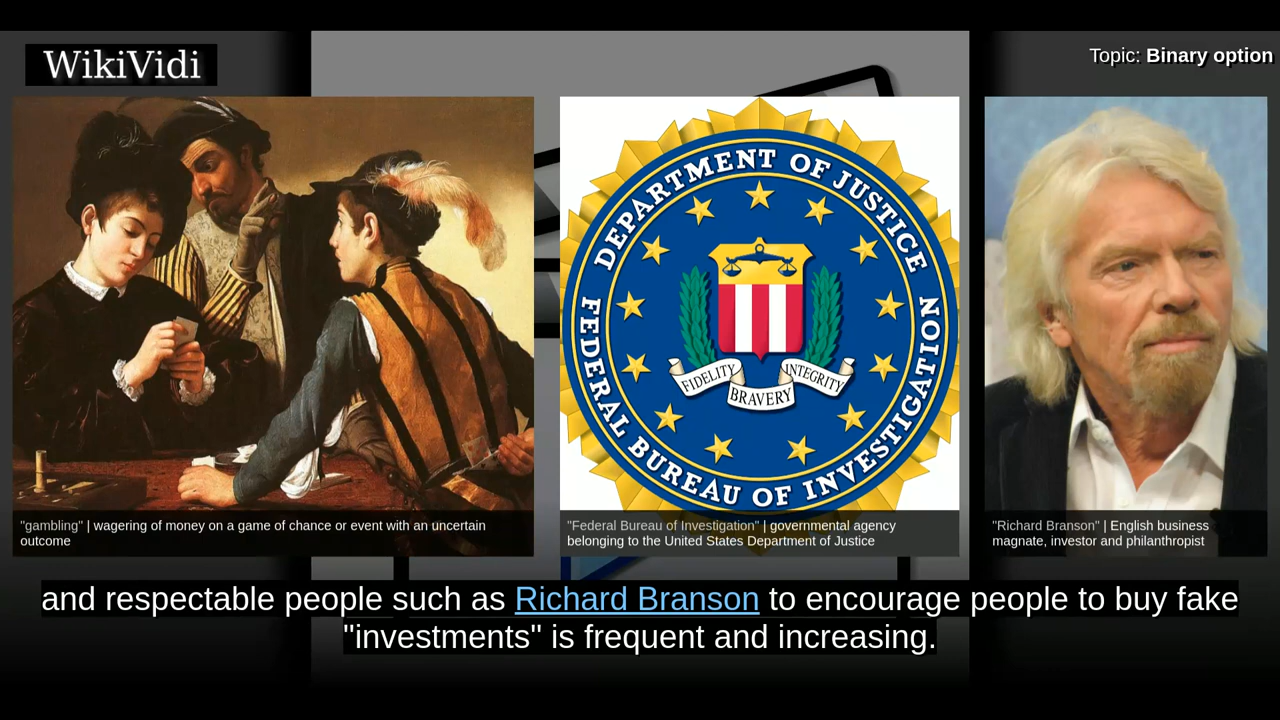 WikiVidi
Topic: Binary option
DEPARTMENT OF JUSTICE
FEDERAL BUREAU OF INVESTIGATION
FIDELITY
BRAVERY
INTEGRITY
"gambling" | wagering of money on a game of chance or event with an uncertain
outcome
"Federal Bureau of Investigation" | governmental agency
belonging to the United States Department of Justice
"Richard Branson" | English business
magnate, investor and philanthropist
and respectable people such as Richard Branson to encourage people to buy fake
"investments" is frequent and increasing.